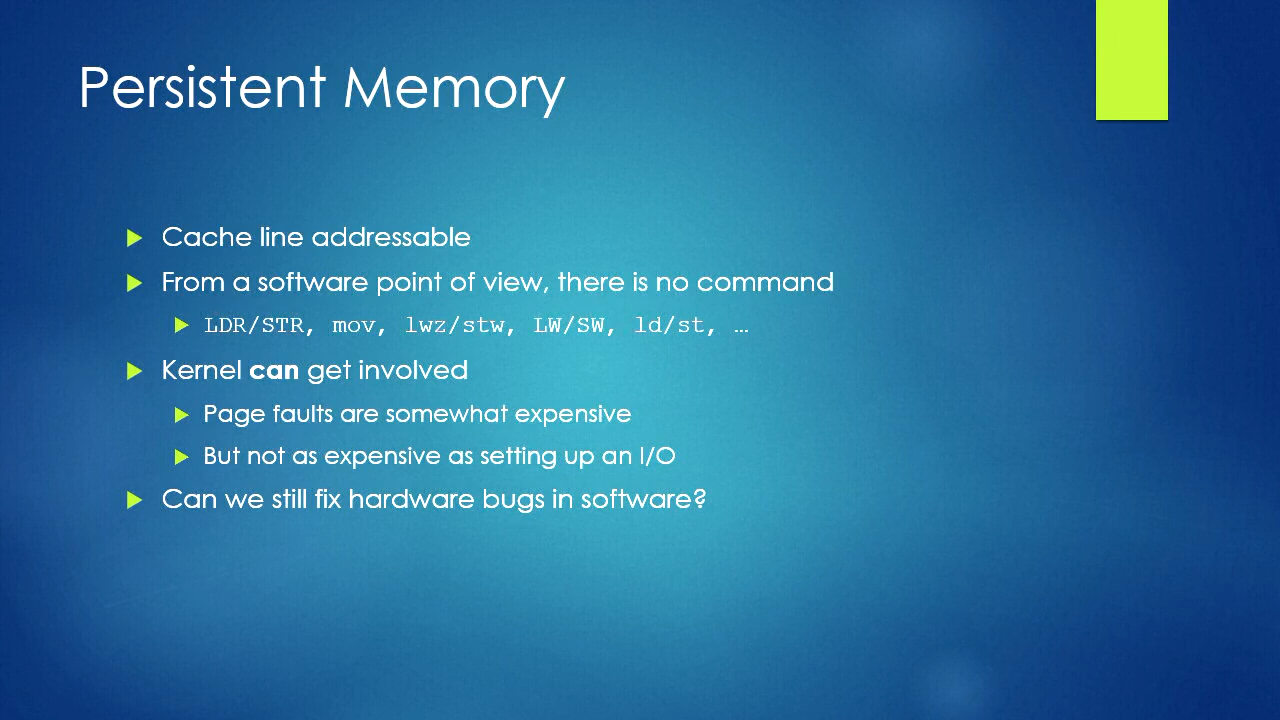 Persistent Memory
Cache line addressable
From a software point of view, there is no command
LDR/STR, mov, lwz/stw, LW/SW, ld/st, …
Kernel can get involved
Page faults are somewhat expensive
But not as expensive as setting up an I/O
Can we still fix hardware bugs in software?